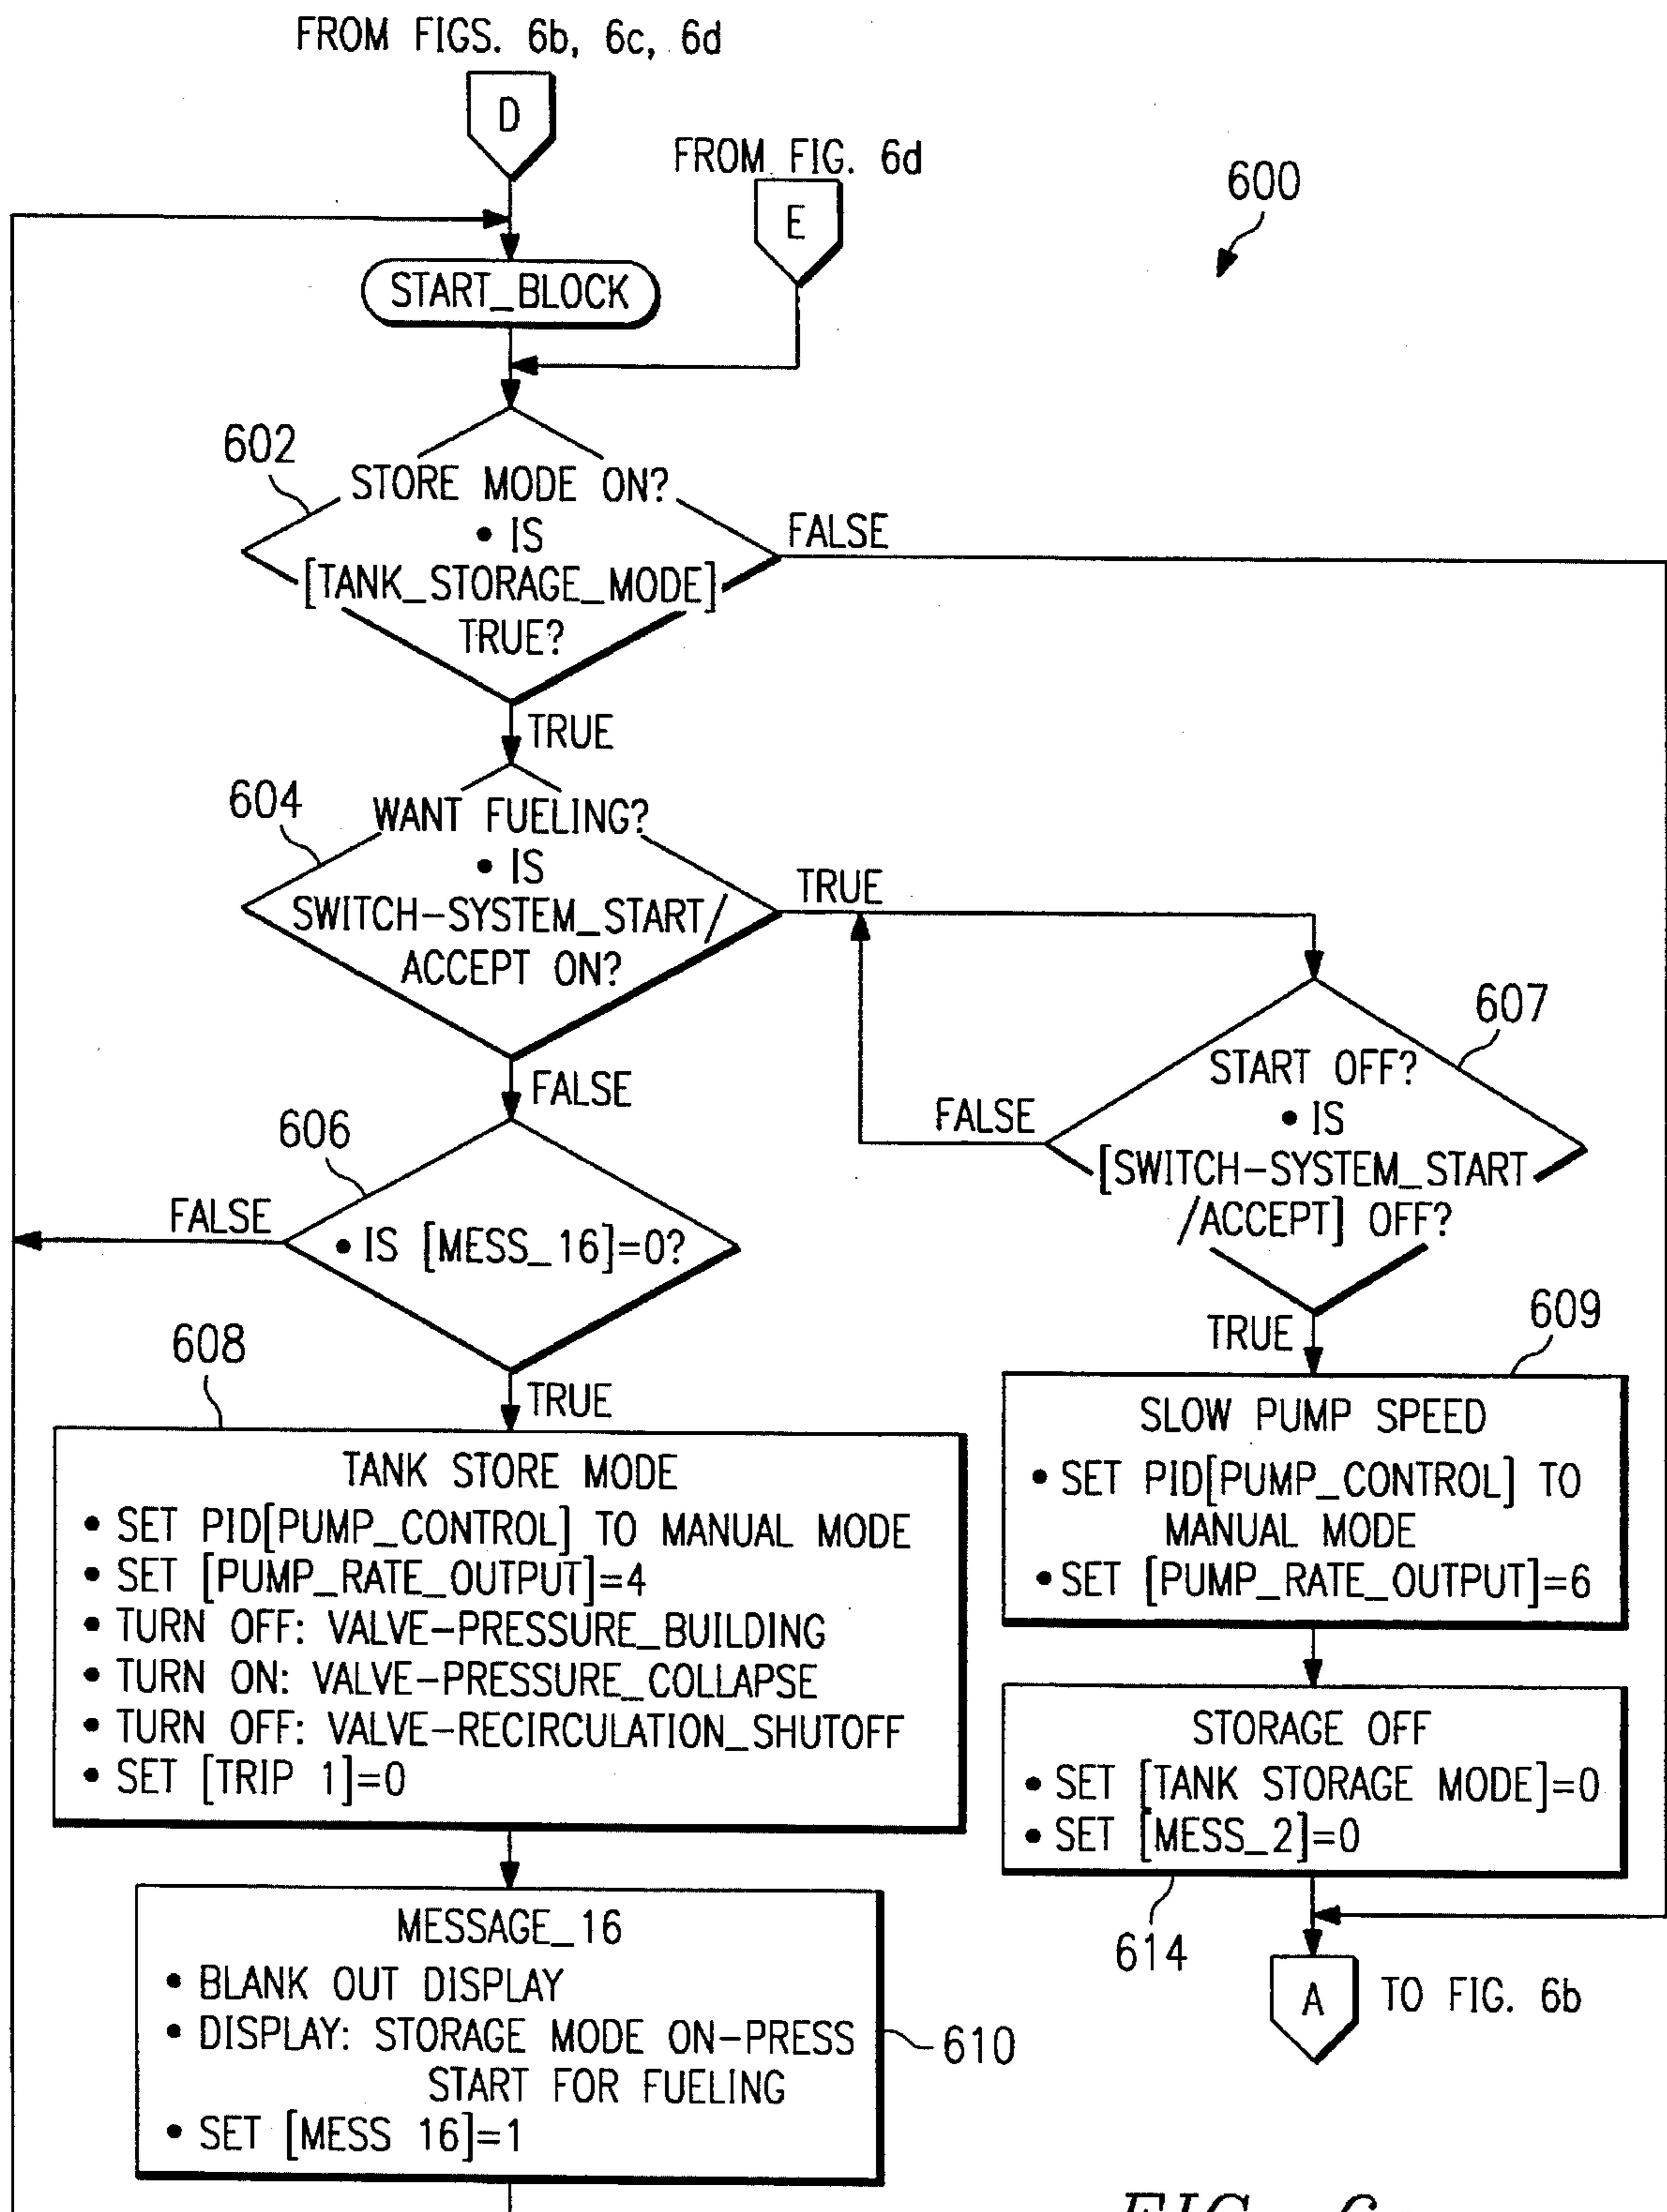 FROM FIGS. 6b, 6c, 6d
D
FROM FIG. 6d
E
600
START_BLOCK
602
STORE MODE ON?
• IS
[TANK_STORAGE_MODE]
TRUE?
FALSE
TRUE
604
WANT FUELING?
• IS
SWITCH-SYSTEM_START/
ACCEPT ON?
TRUE
FALSE
607
START OFF?
• IS
[SWITCH-SYSTEM_START
/ACCEPT] OFF?
FALSE
TRUE
606
• IS [MESS_16]=0?
FALSE
TRUE
608
TANK STORE MODE
• SET PID[PUMP_CONTROL] TO MANUAL MODE
• SET [PUMP_RATE_OUTPUT]=4
• TURN OFF: VALVE-PRESSURE_BUILDING
• TURN ON: VALVE-PRESSURE_COLLAPSE
• TURN OFF: VALVE-RECIRCULATION_SHUTOFF
• SET [TRIP 1]=0
609
SLOW PUMP SPEED
• SET PID[PUMP_CONTROL] TO
MANUAL MODE
• SET [PUMP_RATE_OUTPUT]=6
STORAGE OFF
• SET [TANK STORAGE MODE]=0
• SET [MESS_2]=0
614
A
TO FIG. 6b
MESSAGE_16
• BLANK OUT DISPLAY
• DISPLAY: STORAGE MODE ON-PRESS
START FOR FUELING
• SET [MESS 16]=1
610